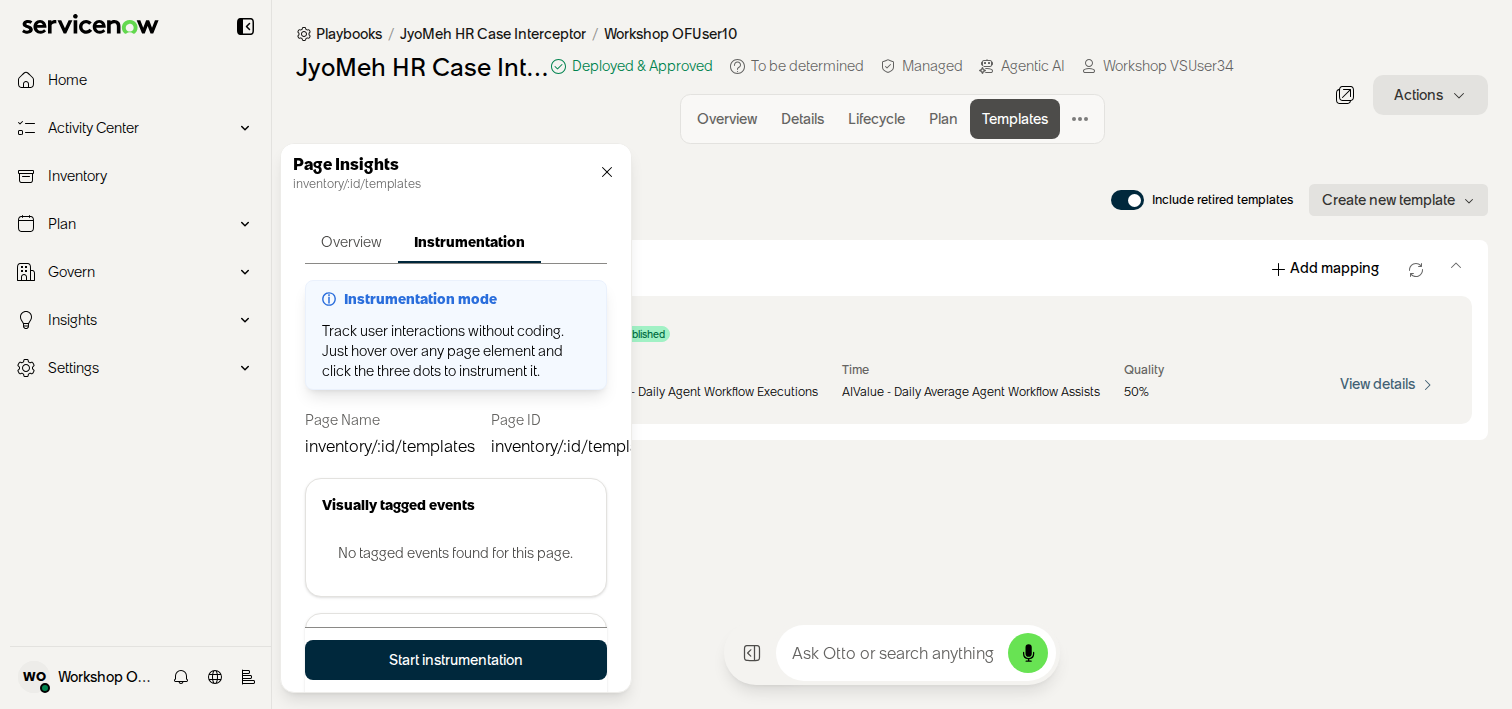 servicenow
Home
Activity Center
Inventory
Plan
Govern
Insights
Settings
WO
Workshop O...
Playbooks / JyoMeh HR Case Interceptor / Workshop OFUser10
JyoMeh HR Case Int...
Deployed & Approved
To be determined
Managed
Agentic AI
Workshop VSUser34
Actions
Overview
Details
Lifecycle
Plan
Templates
Page Insights
inventory/:id/templates
Overview
Instrumentation
Instrumentation mode
Track user interactions without coding.
Just hover over any page element and
click the three dots to instrument it.
Page Name
Page ID
inventory/:id/templates
inventory/:id/templ
Visually tagged events
No tagged events found for this page.
Start instrumentation
Include retired templates
Create new template
Add mapping
blished
Time
Quality
- Daily Agent Workflow Executions
AIValue - Daily Average Agent Workflow Assists
50%
View details
Ask Otto or search anything